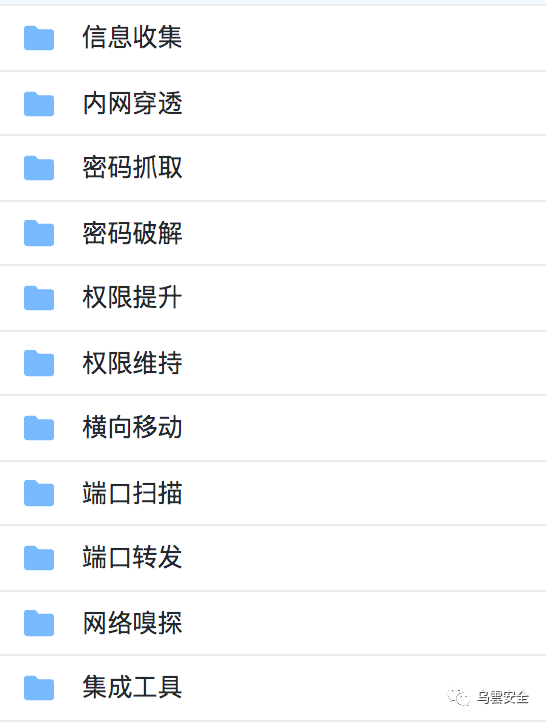 信息收集
内网穿透
密码抓取
密码破解
权限提升
权限维持
横向移动
端口扫描
端口转发
网络嗅探
集成工具
乌雲安全